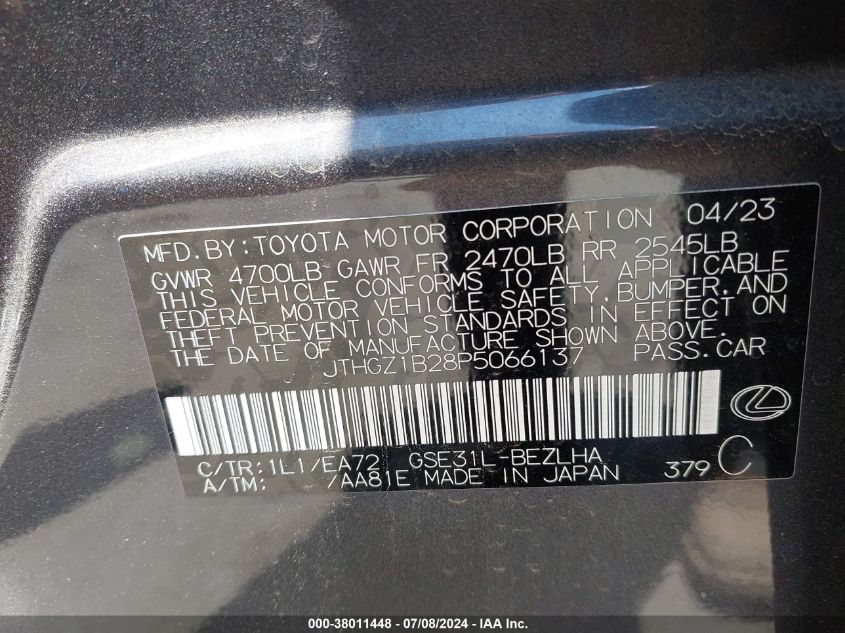 MFD.BY:TOYOTA MOTOR CORPORATION 04/23
GVWR 4700LB GAWR FR 2470LB RR 2545LB
THIS VEHICLE CONFORMS TO ALL APPLICABLE
FEDERAL MOTOR VEHICLE SAFETY,BUMPER,AND
THEFT PREVENTION STANDARDS IN EFFECT ON
THE DATE OF MANUFACTURE SHOWN ABOVE.
JTHGZ1B28P5066137 PASS.CAR
C/TR:1L1/EA72 GSE31L-BEZLHA
A/TM: /AA81E MADE IN JAPAN 379 C
000-38011448 - 07/08/2024 - IAA Inc.